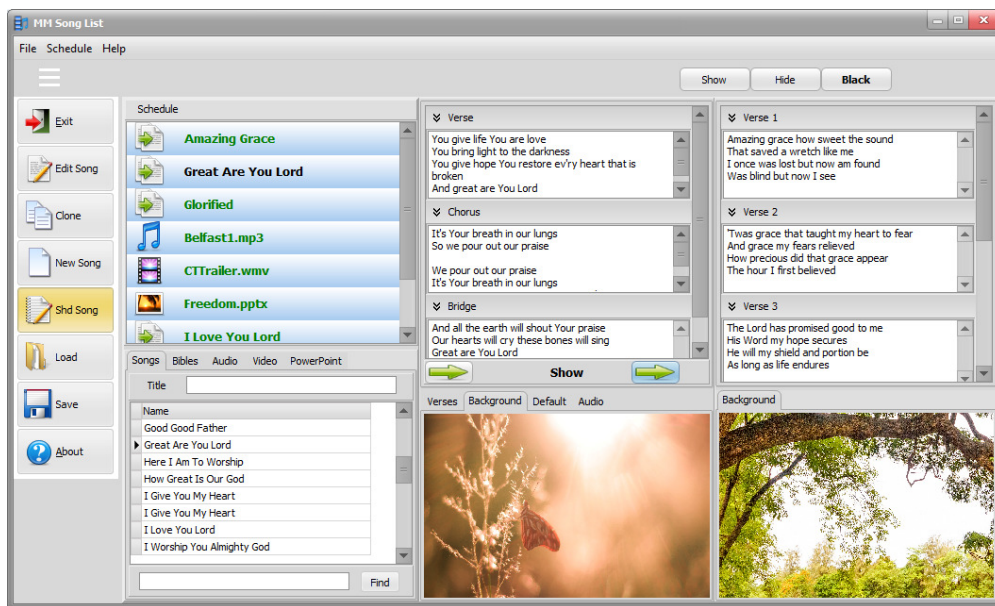 MM Song List
File Schedule Help
Show Hide Black
Exit
Edit Song
Clone
New Song
Shd Song
Load
Save
About
Schedule
Amazing Grace
Great Are You Lord
Glorified
Belfast1.mp3
CTTrailer.wmv
Freedom.pptx
I Love You Lord
Songs Bibles Audio Video PowerPoint
Title
Name
Good Good Father
Great Are You Lord
Here I Am To Worship
How Great Is Our God
I Give You My Heart
I Give You My Heart
I Love You Lord
I Worship You Almighty God
Find
Verse
You give life You are love
You bring light to the darkness
You give hope You restore ev'ry heart that is
broken
And great are You Lord
Chorus
It's Your breath in our lungs
So we pour out our praise
We pour out our praise
It's Your breath in our lungs
Bridge
And all the earth will shout Your praise
Our hearts will cry these bones will sing
Great are You Lord
Show
Verses Background Default Audio
Verse 1
Amazing grace how sweet the sound
That saved a wretch like me
I once was lost but now am found
Was blind but now I see
Verse 2
'Twas grace that taught my heart to fear
And grace my fears relieved
How precious did that grace appear
The hour I first believed
Verse 3
The Lord has promised good to me
His Word my hope secures
He will my shield and portion be
As long as life endures
Background